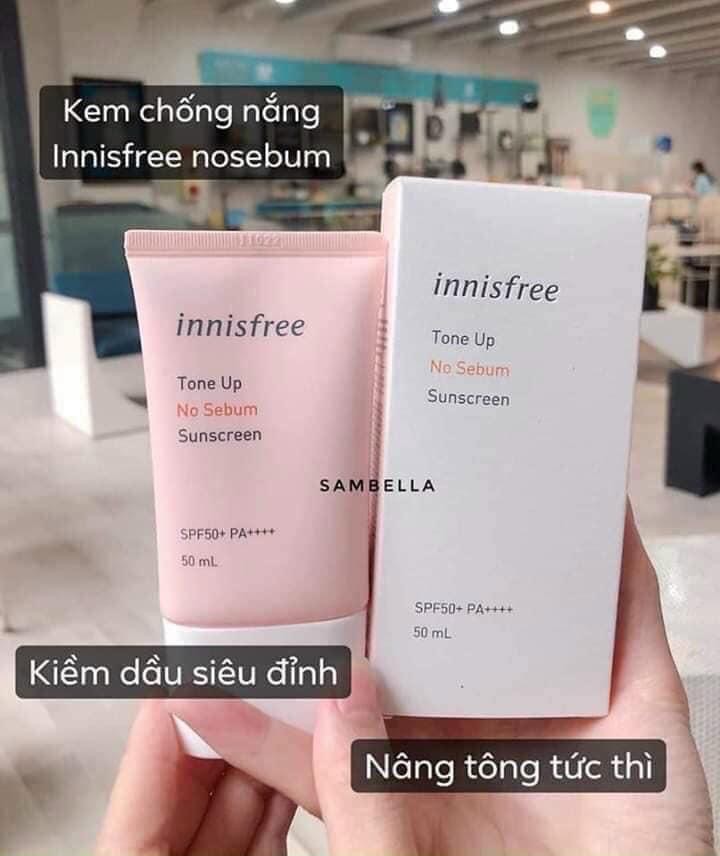 Kem chống nắng
Innisfree nosebum
11022
innisfree
Tone Up
No Sebum
Sunscreen
SPF50+ PA++++
50 mL
innisfree
Tone Up
No Sebum
Sunscreen
SPF50+ PA++++
50 mL
SAMBELLA
Kiềm dầu siêu đỉnh
Nâng tông tức thì